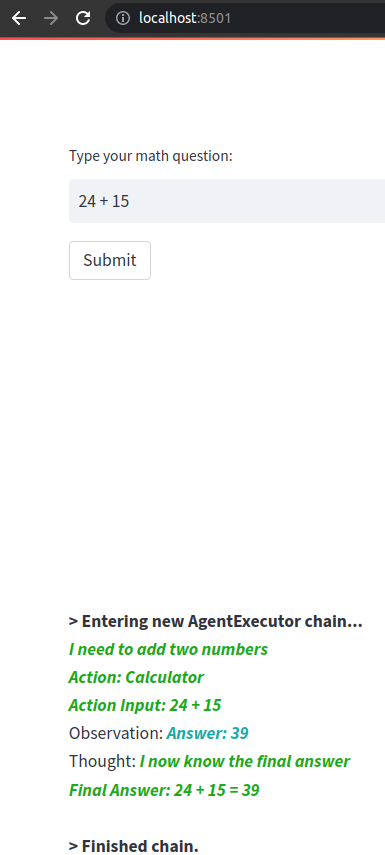 localhost:8501
Type your math question:
24 + 15
Submit
> Entering new AgentExecutor chain...
I need to add two numbers
Action: Calculator
Action Input: 24 + 15
Observation: Answer: 39
Thought: I now know the final answer
Final Answer: 24 + 15 = 39
> Finished chain.